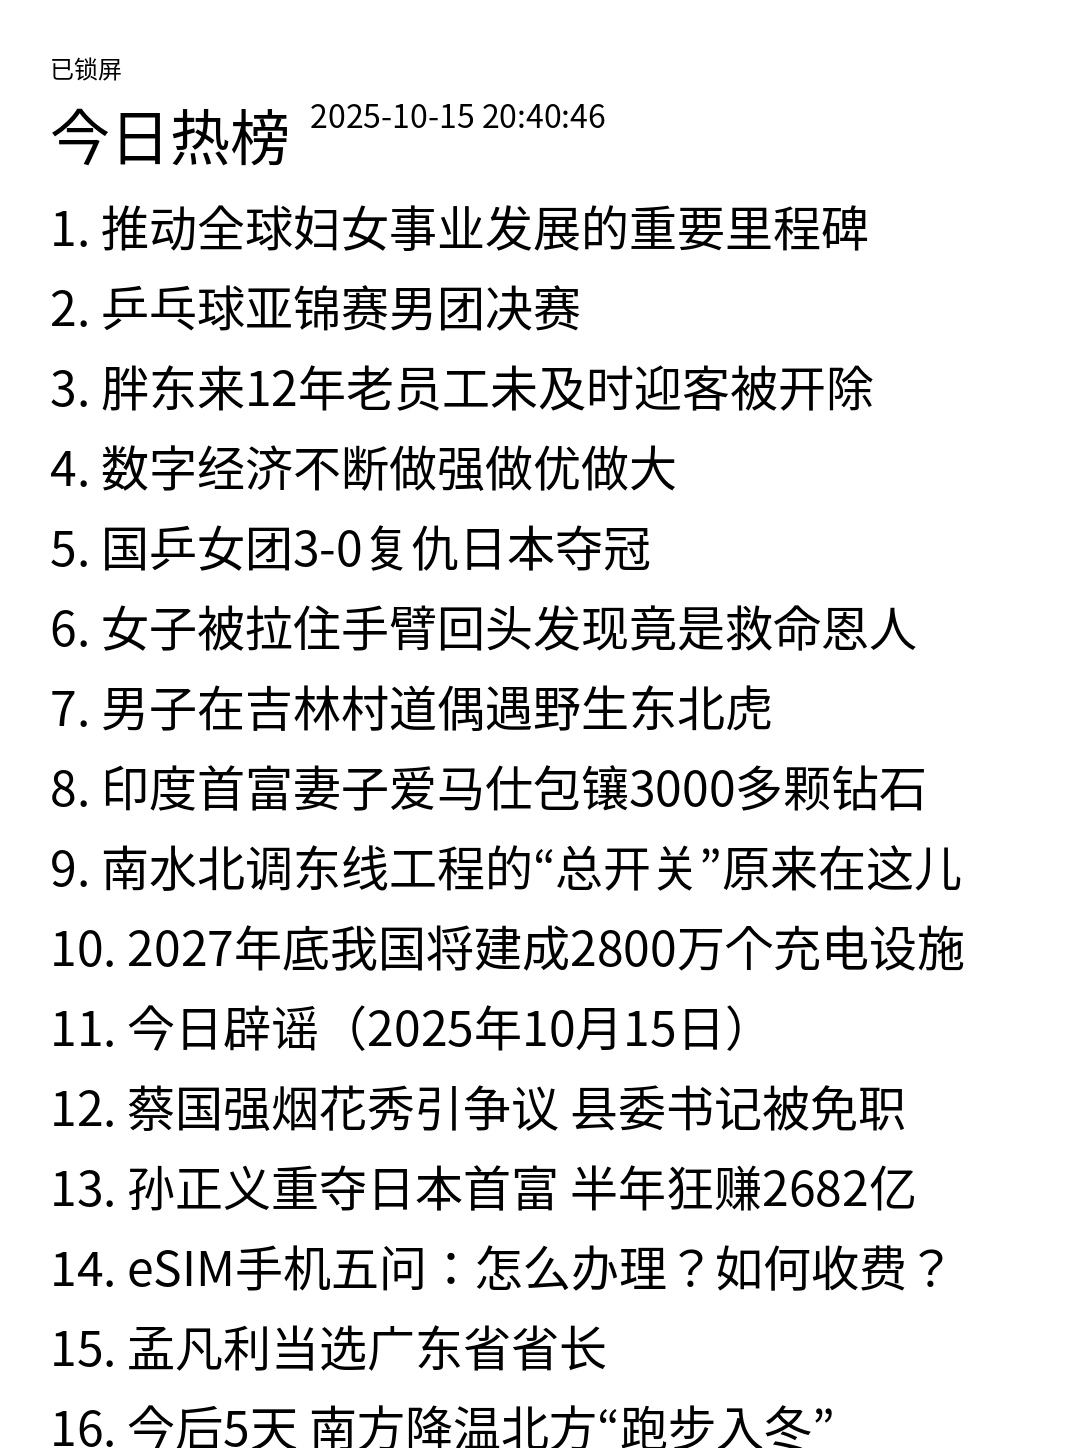 已锁屏
今日热榜 2025-10-15 20:40:46
1. 推动全球妇女事业发展的重要里程碑
2. 乒乓球亚锦赛男团决赛
3. 胖东来12年老员工未及时迎客被开除
4. 数字经济不断做强做优做大
5. 国乒女团3-0复仇日本夺冠
6. 女子被拉住手臂回头发现竟是救命恩人
7. 男子在吉林村道偶遇野生东北虎
8. 印度首富妻子爱马仕包镶3000多颗钻石
9. 南水北调东线工程的“总开关”原来在这儿
10. 2027年底我国将建成2800万个充电设施
11. 今日辟谣（2025年10月15日）
12. 蔡国强烟花秀引争议 县委书记被免职
13. 孙正义重夺日本首富 半年狂赚2682亿
14. eSIM手机五问：怎么办理？如何收费？
15. 孟凡利当选广东省省长
16. 今后5天 南方降温北方“跑步入冬”